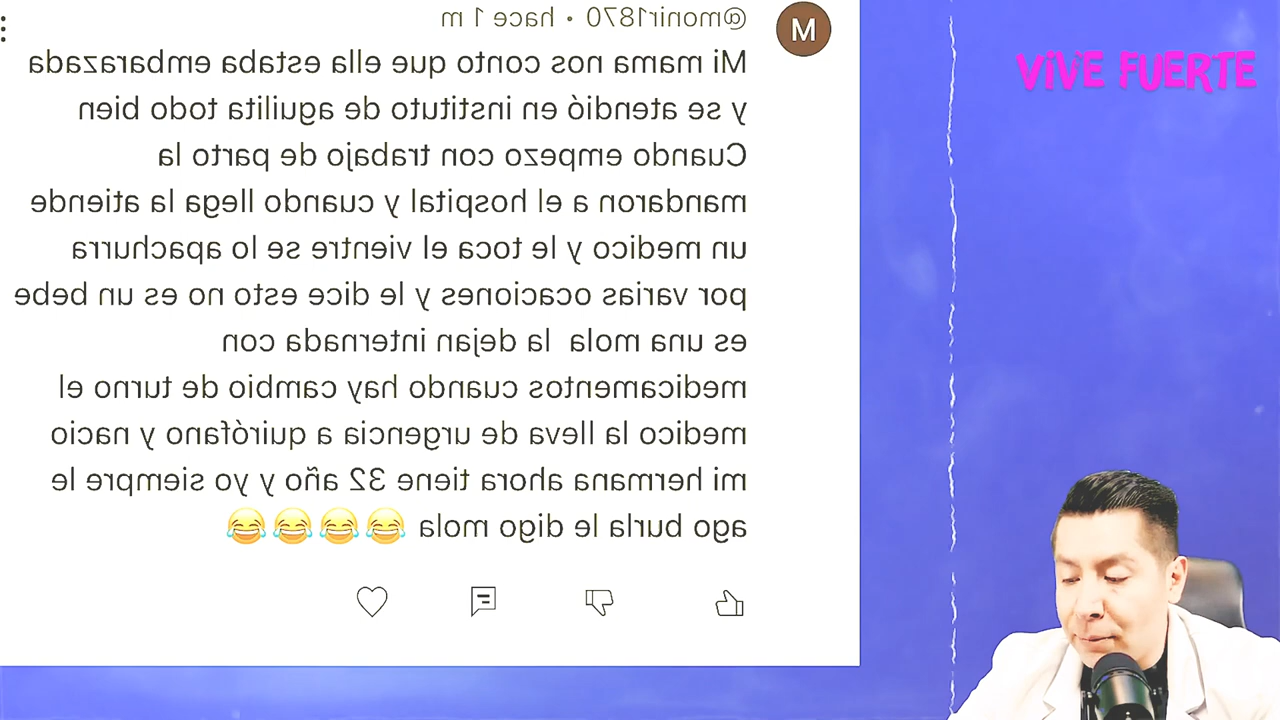 @monir1870 • hace 1 m
M
Mi mama nos conto que ella estaba embarazada
y se atendió en instituto de aguilita todo bien
Cuando empezo con trabajo de parto la
mandaron a el hospital y cuando llega la atiende
un medico y le toca el vientre se lo apachurra
por varias ocaciones y le dice esto no es un bebe
es una mola la dejan internada con
medicamentos cuando hay cambio de turno el
medico la lleva de urgencia a quirófano y nacio
mi hermana ahora tiene 32 año y yo siempre le
ago burla le digo mola 😂😂😂😂
VIVE FUERTE